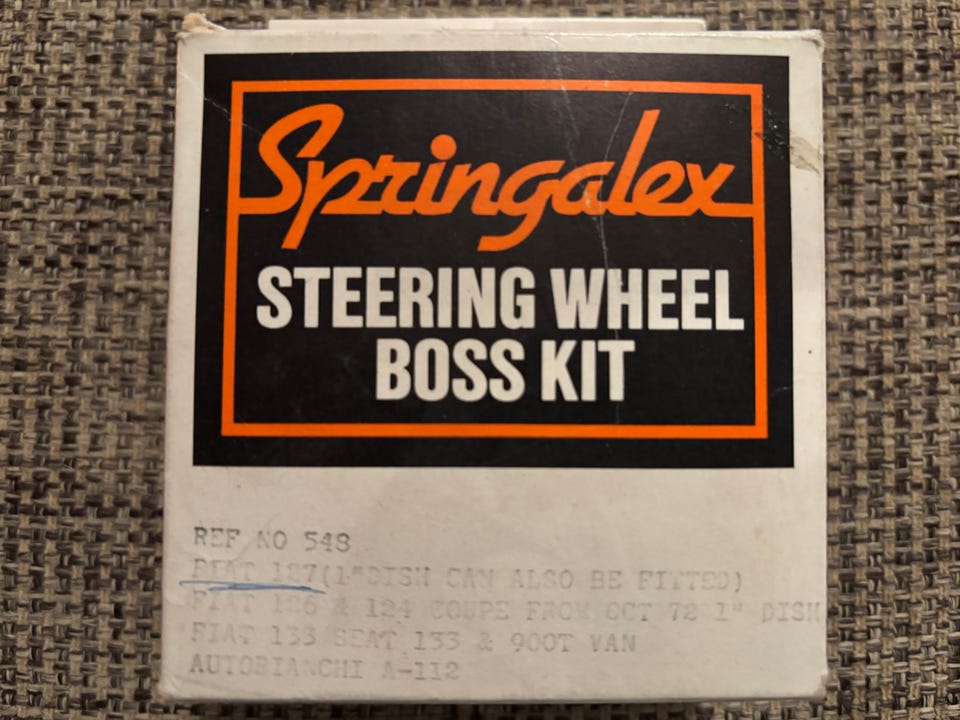 Springalex
STEERING WHEEL
BOSS KIT
REF NO 548
FIAT 127(1"DISH CAN ALSO BE FITTED)
FIAT 126 & 124 COUPE FROM OCT 72 1" DISH
FIAT 133 SEAT 133 & 900T VAN
AUTOBIANCHI A-112